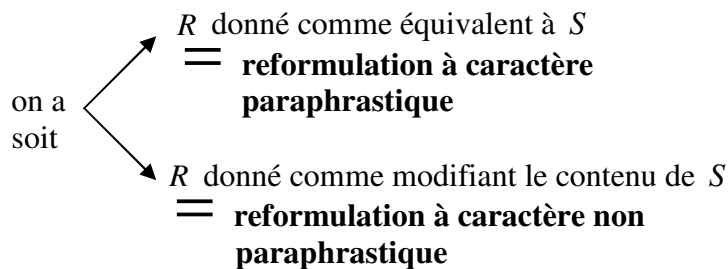 R donné comme équivalent à S
= reformulation à caractère
paraphrastique
on a
soit
R donné comme modifiant le contenu de S
= reformulation à caractère non
paraphrastique